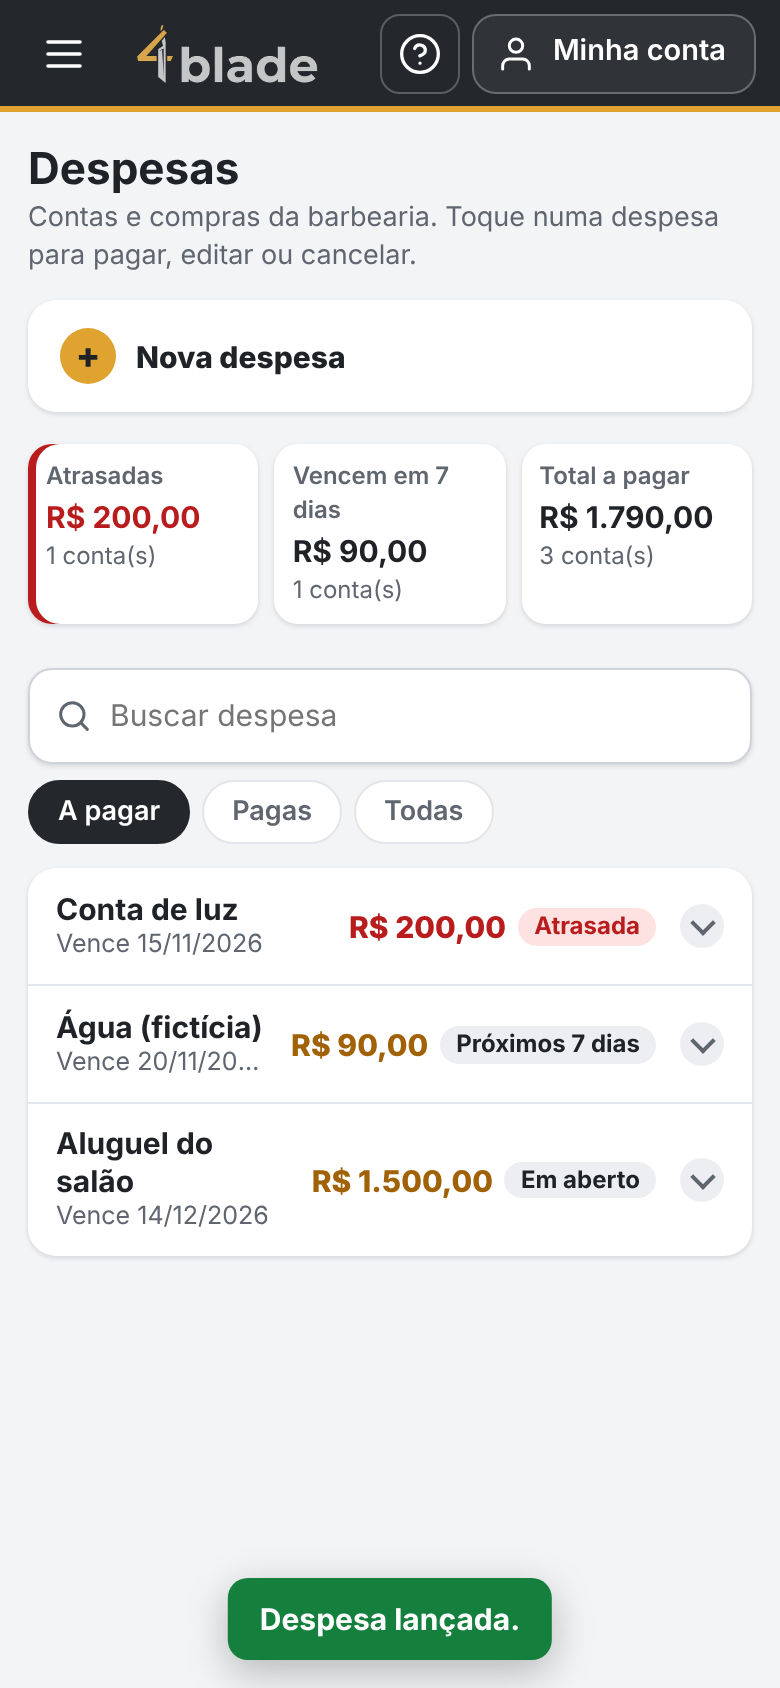 4blade
Minha conta
Despesas
Contas e compras da barbearia. Toque numa despesa
para pagar, editar ou cancelar.
+ Nova despesa
Atrasadas
R$ 200,00
1 conta(s)
Vencem em 7
dias
R$ 90,00
1 conta(s)
Total a pagar
R$ 1.790,00
3 conta(s)
Buscar despesa
A pagar
Pagas
Todas
Conta de luz
Vence 15/11/2026
R$ 200,00
Atrasada
Água (fictícia)
Vence 20/11/20...
R$ 90,00
Próximos 7 dias
Aluguel do
salão
Vence 14/12/2026
R$ 1.500,00
Em aberto
Despesa lançada.